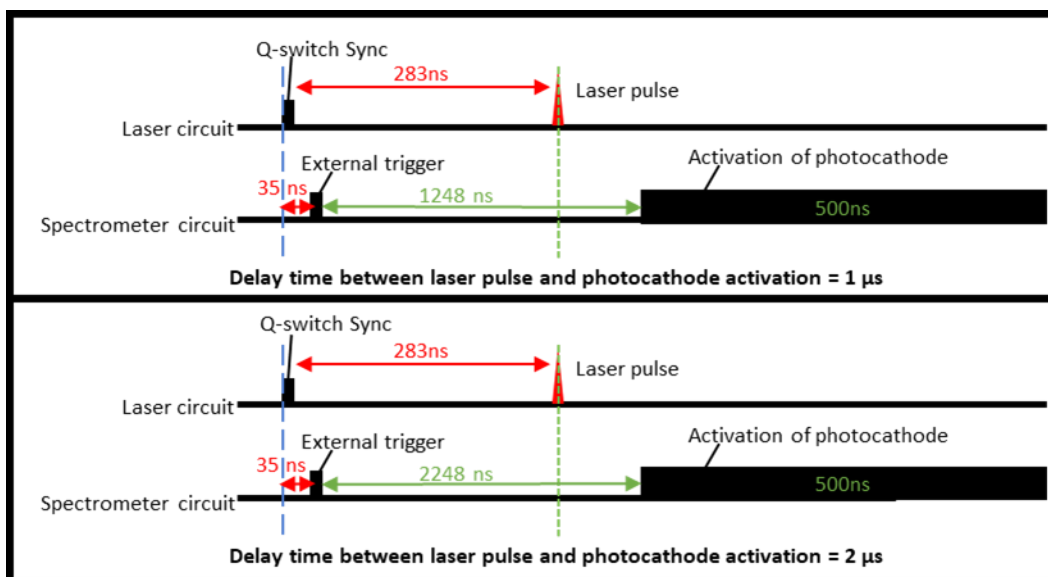 Q-switch Sync
283ns
Laser pulse
Laser circuit
External trigger
Activation of photocathode
35 ns
1248 ns
500ns
Spectrometer circuit
Delay time between laser pulse and photocathode activation = 1 µs
Q-switch Sync
283ns
Laser pulse
Laser circuit
External trigger
Activation of photocathode
35 ns
2248 ns
500ns
Spectrometer circuit
Delay time between laser pulse and photocathode activation = 2 µs